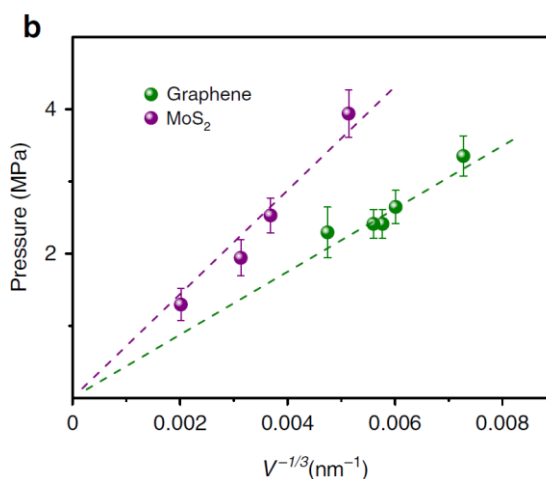 b
Graphene
MoS₂
Pressure (MPa)
4
2
0
0.002
0.004
0.006
0.008
V⁻¹/³(nm⁻¹)